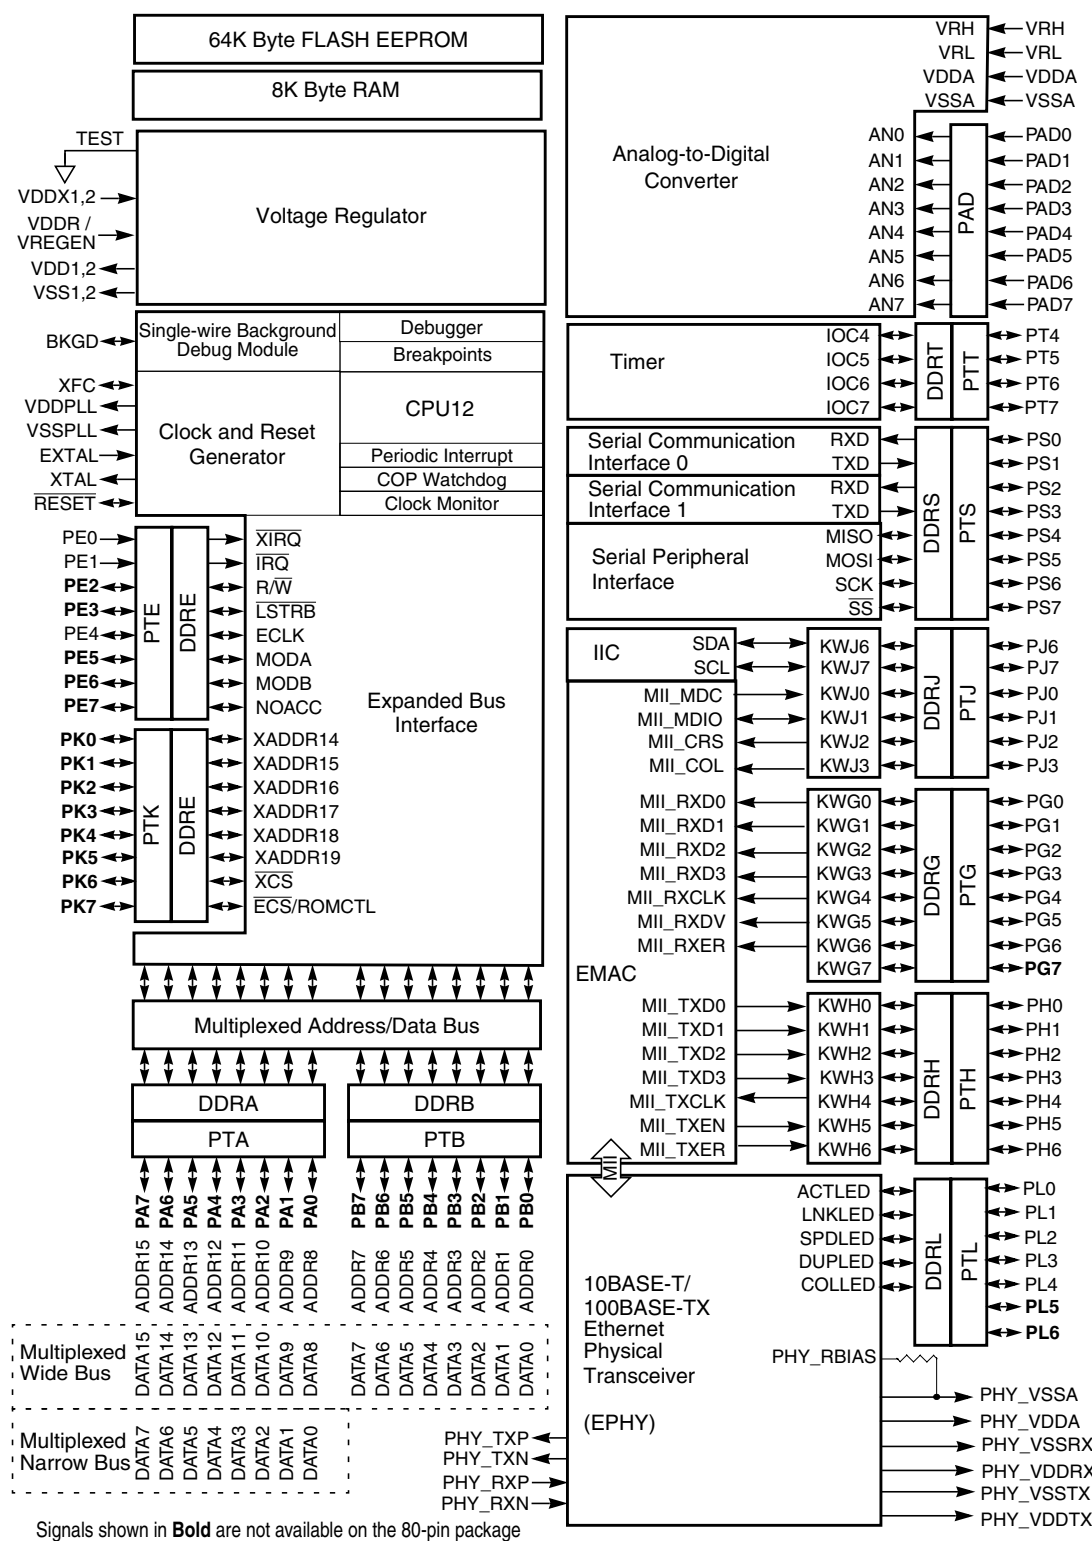 64K Byte FLASH EEPROM
8K Byte RAM
TEST
VDDX1,2
VDDR /
VREGEN
VDD1,2
VSS1,2
Voltage Regulator
BKGD
Single-wire Background
Debug Module
Debugger
Breakpoints
XFC
VDDPLL
VSSPLL
EXTAL
XTAL
RESET
Clock and Reset
Generator
CPU12
Periodic Interrupt
COP Watchdog
Clock Monitor
PE0
PE1
PE2
PE3
PE4
PE5
PE6
PE7
PTE
DDRE
XIRQ
IRQ
R/W
LSTRB
ECLK
MODA
MODB
NOACC
Expanded Bus
Interface
PK0
PK1
PK2
PK3
PK4
PK5
PK6
PK7
PTK
DDRE
XADDR14
XADDR15
XADDR16
XADDR17
XADDR18
XADDR19
XCS
ECS/ROMCTL
Multiplexed Address/Data Bus
DDRA
PTA
DDRB
PTB
PA7 PA6 PA5 PA4 PA3 PA2 PA1 PA0
PB7 PB6 PB5 PB4 PB3 PB2 PB1 PB0
ADDR15 ADDR14 ADDR13 ADDR12 ADDR11 ADDR10 ADDR9 ADDR8
ADDR7 ADDR6 ADDR5 ADDR4 ADDR3 ADDR2 ADDR1 ADDR0
Multiplexed
Wide Bus
DATA15 DATA14 DATA13 DATA12 DATA11 DATA10 DATA9 DATA8
DATA7 DATA6 DATA5 DATA4 DATA3 DATA2 DATA1 DATA0
Multiplexed
Narrow Bus
DATA7 DATA6 DATA5 DATA4 DATA3 DATA2 DATA1 DATA0
Signals shown in Bold are not available on the 80-pin package
Analog-to-Digital
Converter
VRH VRH
VRL VRL
VDDA VDDA
VSSA VSSA
AN0 PAD0
AN1 PAD1
AN2 PAD2
AN3 PAD3
AN4 PAD4
AN5 PAD5
AN6 PAD6
AN7 PAD7
PAD
Timer
IOC4 PT4
IOC5 PT5
IOC6 PT6
IOC7 PT7
DDRT
PTT
Serial Communication
Interface 0
RXD PS0
TXD PS1
Serial Communication
Interface 1
RXD PS2
TXD PS3
Serial Peripheral
Interface
MISO PS4
MOSI PS5
SCK PS6
SS PS7
DDRS
PTS
IIC
SDA KWJ6 PJ6
SCL KWJ7 PJ7
MII_MDC KWJ0 PJ0
MII_MDIO KWJ1 PJ1
MII_CRS KWJ2 PJ2
MII_COL KWJ3 PJ3
DDRJ
PTJ
MII_RXD0 KWG0 PG0
MII_RXD1 KWG1 PG1
MII_RXD2 KWG2 PG2
MII_RXD3 KWG3 PG3
MII_RXCLK KWG4 PG4
MII_RXDV KWG5 PG5
MII_RXER KWG6 PG6
KWG7 PG7
DDRG
PTG
EMAC
MII_TXD0 KWH0 PH0
MII_TXD1 KWH1 PH1
MII_TXD2 KWH2 PH2
MII_TXD3 KWH3 PH3
MII_TXCLK KWH4 PH4
MII_TXEN KWH5 PH5
MII_TXER KWH6 PH6
DDRH
PTH
MII
ACTLED PL0
LNKLED PL1
SPDLED PL2
DUPLED PL3
COLLED PL4
PL5
PL6
DDRL
PTL
10BASE-T/
100BASE-TX
Ethernet
Physical
Transceiver
(EPHY)
PHY_RBIAS
PHY_VSSA
PHY_VDDA
PHY_VSSRX
PHY_VDDRX
PHY_VSSTX
PHY_VDDTX
PHY_TXP
PHY_TXN
PHY_RXP
PHY_RXN